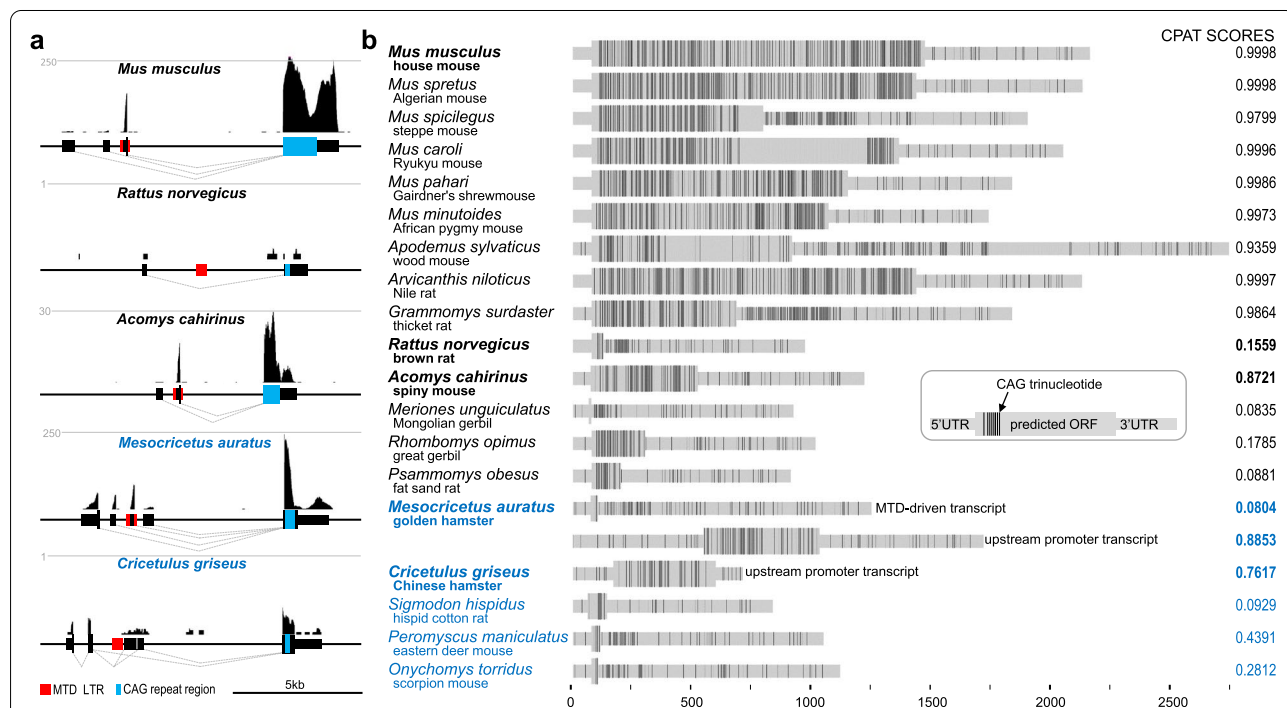 a
250
Mus musculus
1
Rattus norvegicus
30
Acomys cahirinus
250
Mesocricetus auratus
1
Cricetulus griseus
MTD LTR
CAG repeat region
5kb
b
CPAT SCORES
Mus musculus
house mouse
0.9998
Mus spretus
Algerian mouse
0.9998
Mus spicilegus
steppe mouse
0.9799
Mus caroli
Ryukyu mouse
0.9996
Mus pahari
Gairdner's shrewmouse
0.9986
Mus minutoides
African pygmy mouse
0.9973
Apodemus sylvaticus
wood mouse
0.9359
Arvicanthis niloticus
Nile rat
0.9997
Grammomys surdaster
thicket rat
0.9864
Rattus norvegicus
brown rat
0.1559
Acomys cahirinus
spiny mouse
0.8721
Meriones unguiculatus
Mongolian gerbil
0.0835
Rhombomys opimus
great gerbil
0.1785
Psammomys obesus
fat sand rat
0.0881
Mesocricetus auratus
golden hamster
MTD-driven transcript
0.0804
upstream promoter transcript
0.8853
Cricetulus griseus
Chinese hamster
upstream promoter transcript
0.7617
Sigmodon hispidus
hispid cotton rat
0.0929
Peromyscus maniculatus
eastern deer mouse
0.4391
Onychomys torridus
scorpion mouse
0.2812
CAG trinucleotide
5'UTR
predicted ORF
3'UTR
0
500
1000
1500
2000
2500